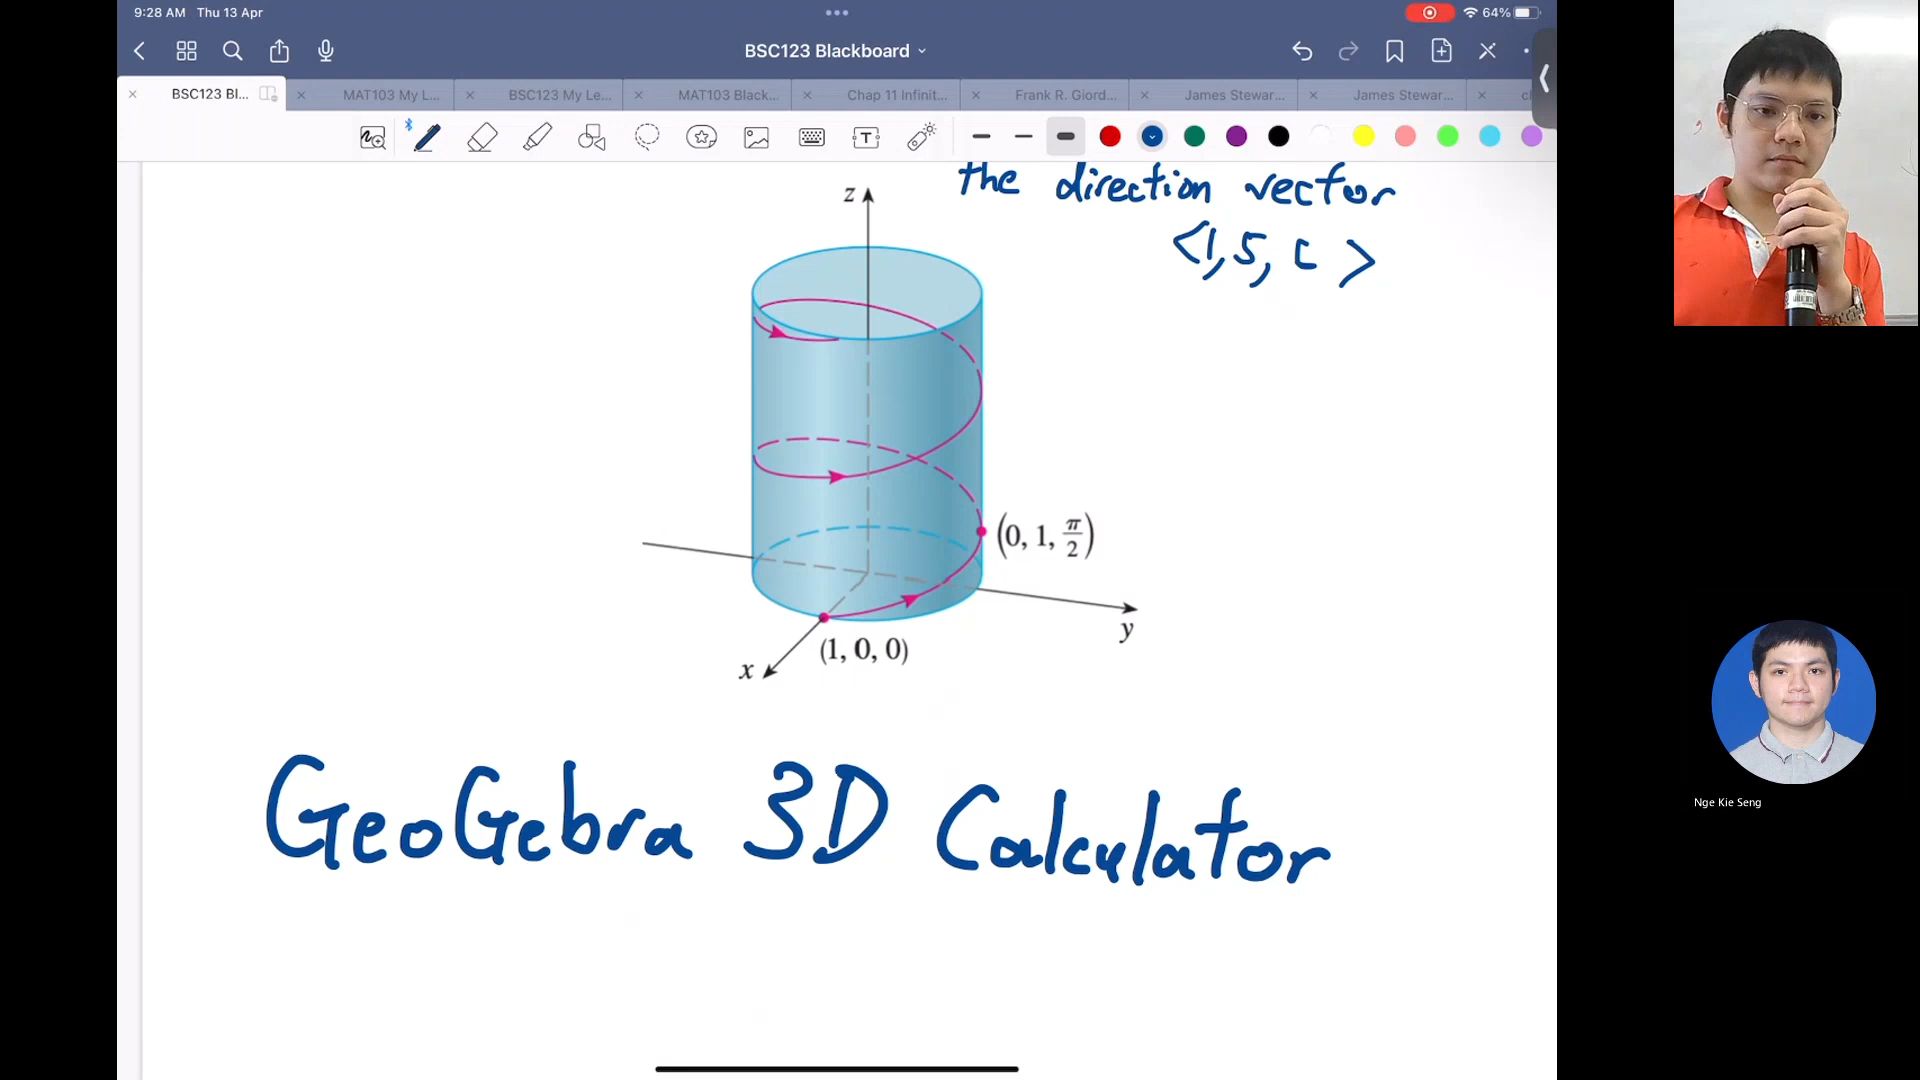 9:28 AM Thu 13 Apr
64%
BSC123 Blackboard
BSC123 Bl...
MAT103 My L...
BSC123 My Le...
MAT103 Black...
Chap 11 Infinit...
Frank R. Giord...
James Stewar...
James Stewar...
the direction vector
<1, 5, >
z
(0, 1, π/2)
y
(1, 0, 0)
x
GeoGebra 3D Calculator
Nge Kie Seng